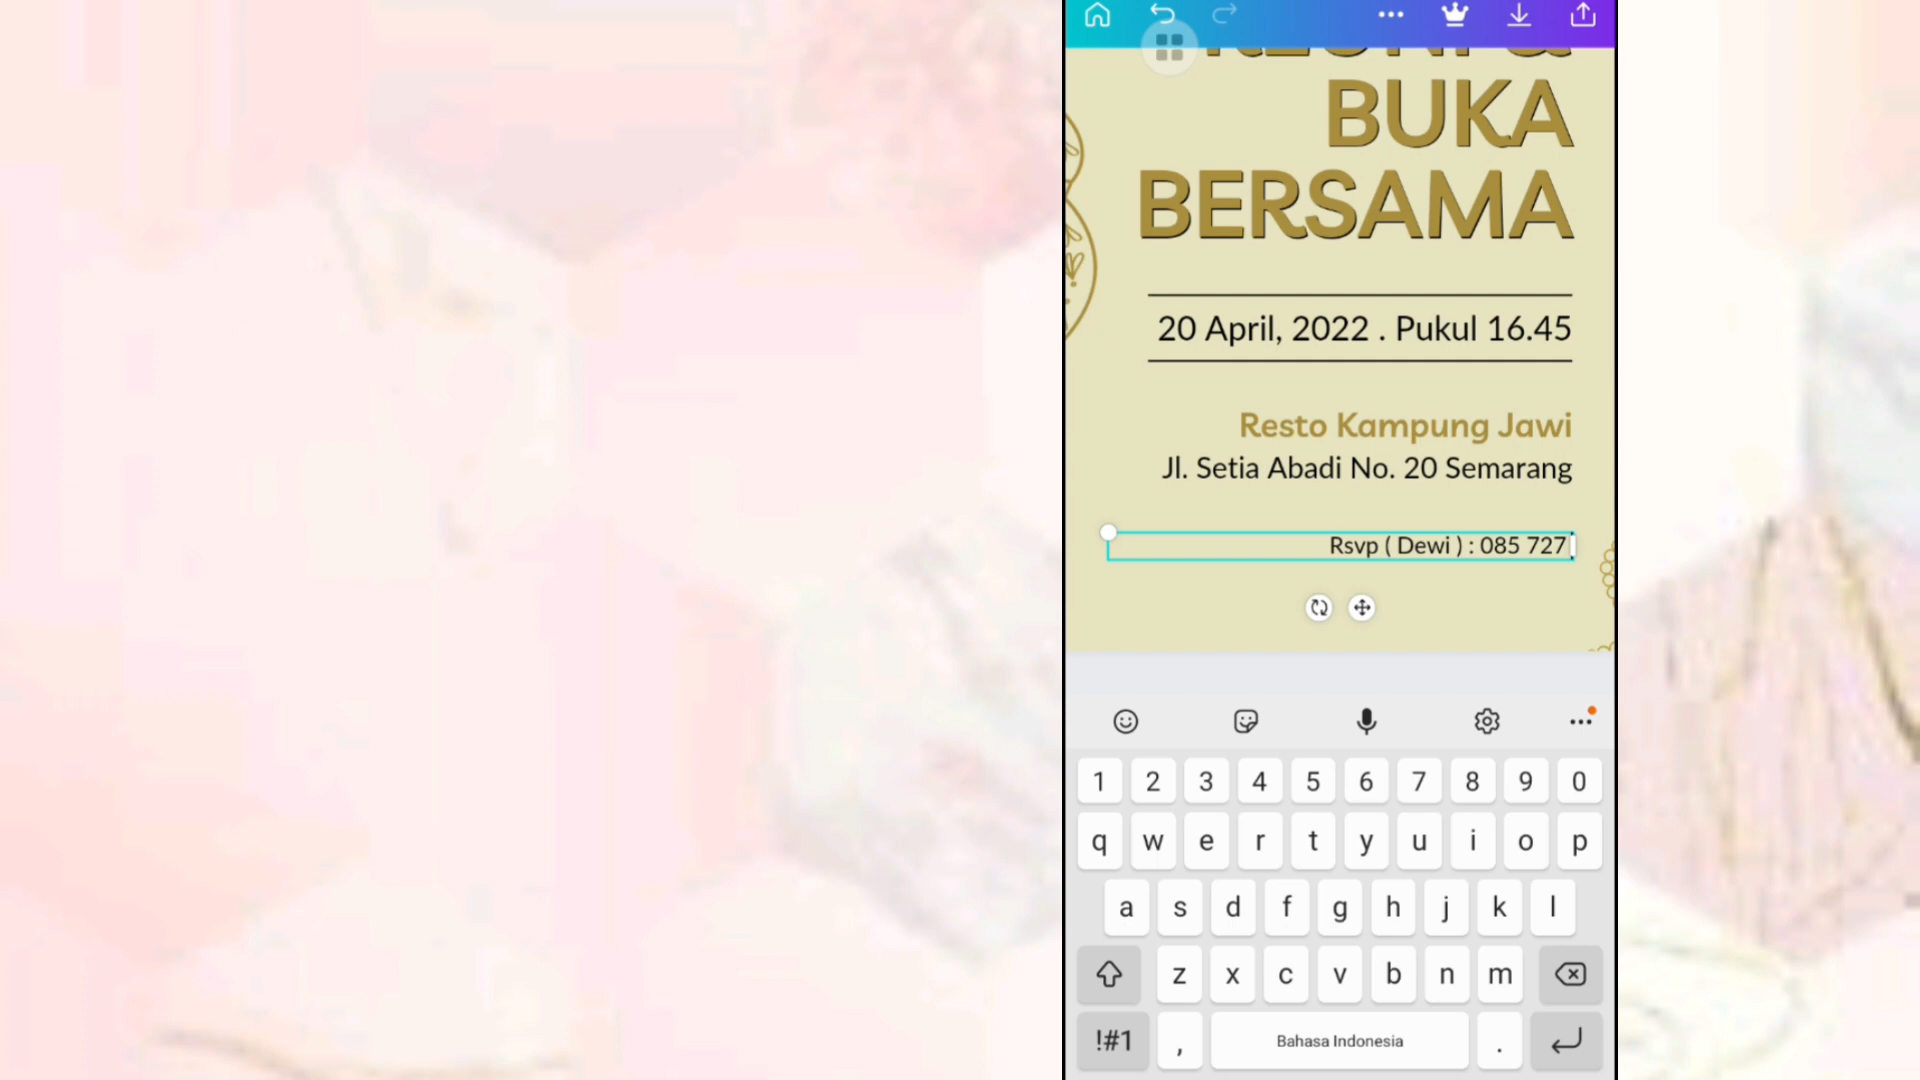 BUKA
BERSAMA
20 April, 2022 . Pukul 16.45
Resto Kampung Jawi
Jl. Setia Abadi No. 20 Semarang
Rsvp ( Dewi ) : 085 727
1 2 3 4 5 6 7 8 9 0
q w e r t y u i o p
a s d f g h j k l
z x c v b n m
!#1 , Bahasa Indonesia .